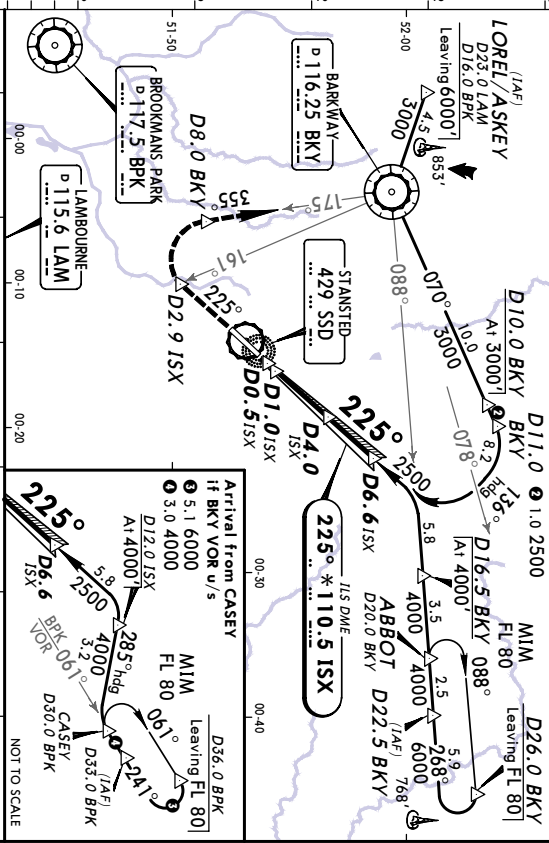 51-50
52-00
00-00
00-10
00-20
00-30
00-40
LOREL/ASKEY
(IAF)
D23.0 LAM
D16.0 BPK
Leaving 6000'
3000
4.5
853'
BARKWAY
D 116.25 BKY
BROOKMANS PARK
D 117.5 BPK
LAMBOURNE
D 115.6 LAM
STANSTED
429 SSD
D8.0 BKY
355°
175°
161°
088°
070°
10.0
3000
D10.0 BKY
At 3000'
2
D11.0
BKY
2 1.0 2500
8.2
136°
hdg
078°
225°
D2.9 ISX
D0.5 ISX
D1.0
ISX
D4.0
ISX
225°
D6.6 ISX
2500
5.8
D16.5 BKY
At 4000'
4000
3.5
ABBOT
D20.0 BKY
4000
2.5
D22.5 BKY
(IAF)
6000
268°
5.9
088°
MIM
FL 80
D26.0 BKY
Leaving FL 80
768'
ILS DME
225° *110.5 ISX
Arrival from CASEY
if BKY VOR u/s
3 5.1 6000
4 3.0 4000
225°
D6.6
ISX
5.8
2500
D12.0 ISX
At 4000'
285° hdg
4000
3.2
BPK
VOR 061°
MIM
FL 80
061°
241°
CASEY
D30.0 BPK
4
(IAF)
D33.0 BPK
3
D36.0 BPK
Leaving FL 80
NOT TO SCALE